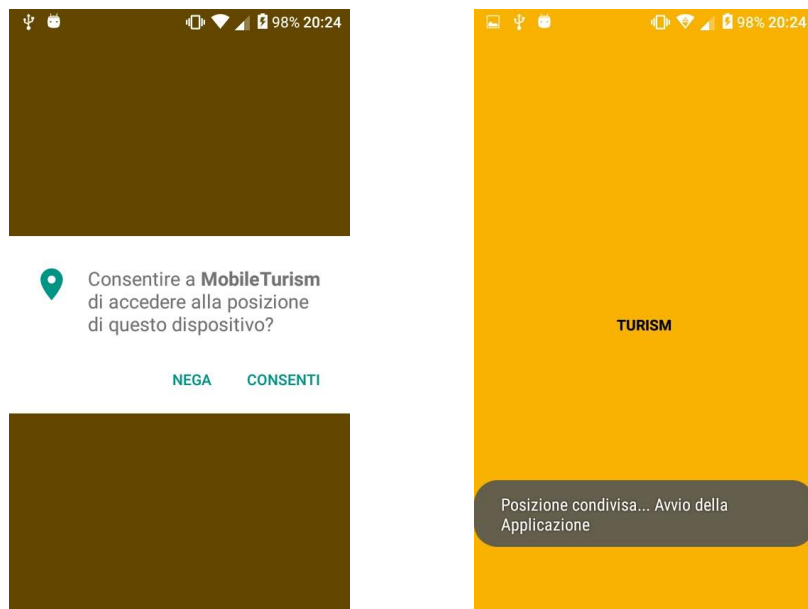 98% 20:24
Consentire a MobileTurism
di accedere alla posizione
di questo dispositivo?
NEGA CONSENTI
98% 20:24
TURISM
Posizione condivisa... Avvio della
Applicazione